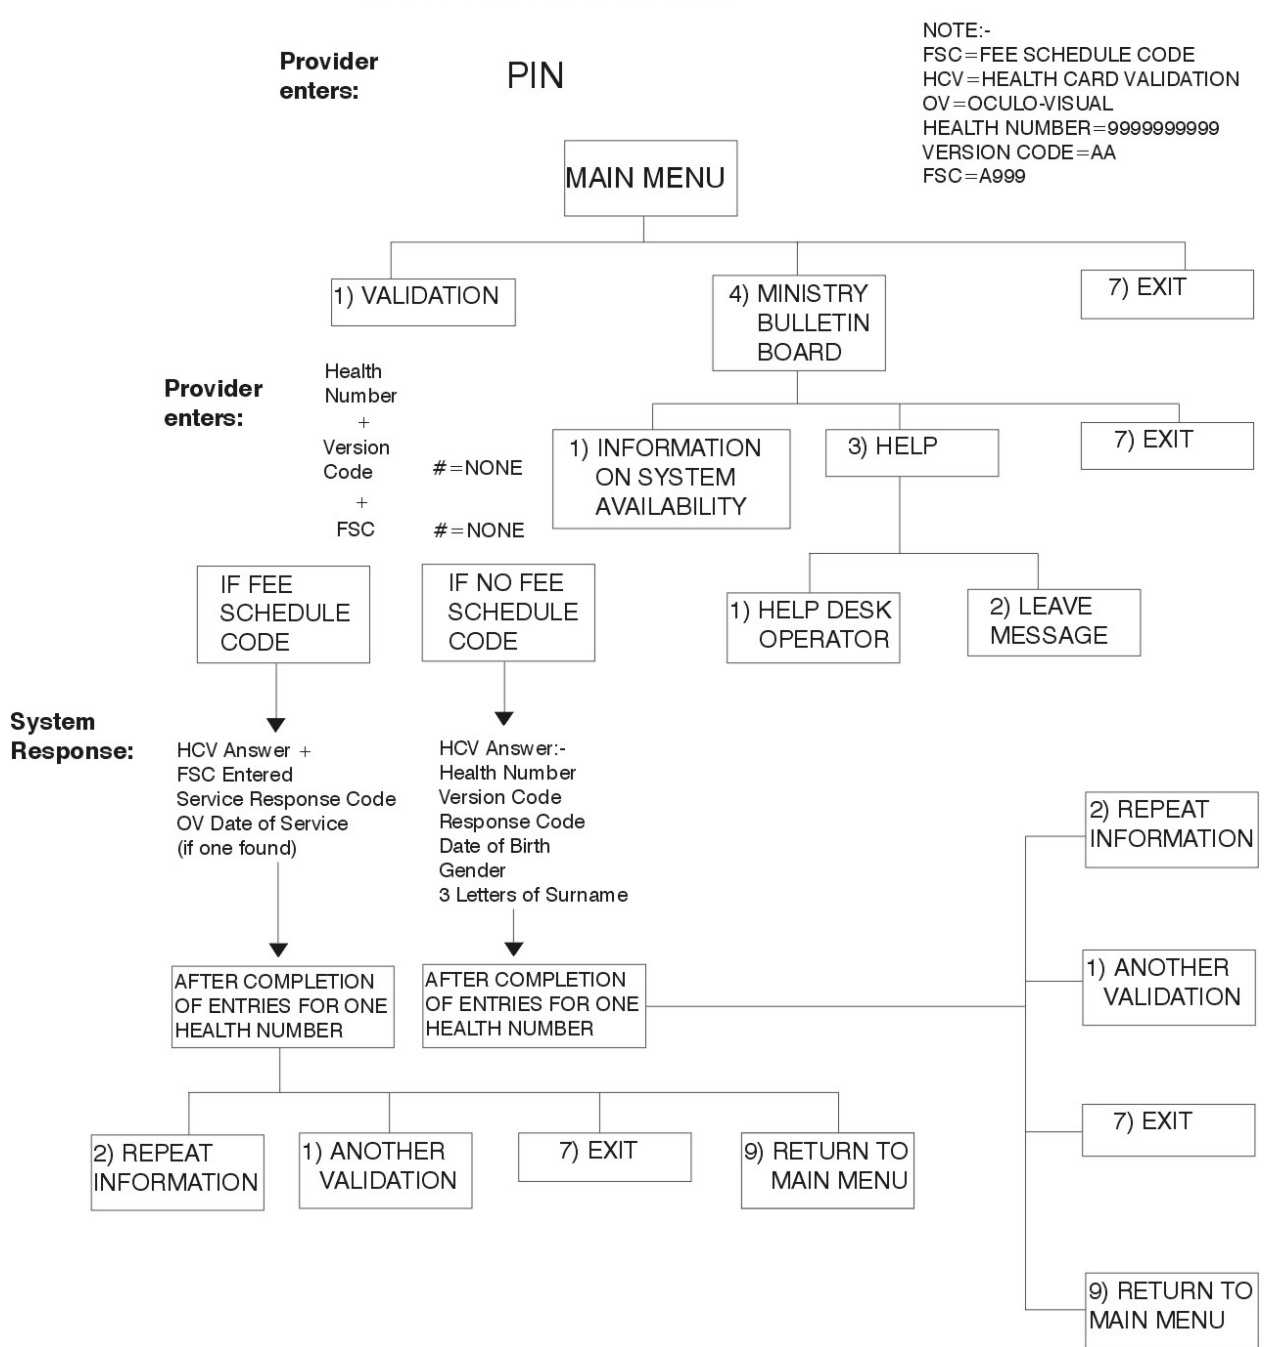 Provider
enters:
PIN
NOTE:-
FSC=FEE SCHEDULE CODE
HCV=HEALTH CARD VALIDATION
OV=OCULO-VISUAL
HEALTH NUMBER=9999999999
VERSION CODE=AA
FSC=A999
MAIN MENU
1) VALIDATION
4) MINISTRY
BULLETIN
BOARD
7) EXIT
Provider
enters:
Health
Number
+
Version
Code
#=NONE
+
FSC
#=NONE
1) INFORMATION
ON SYSTEM
AVAILABILITY
3) HELP
7) EXIT
IF FEE
SCHEDULE
CODE
IF NO FEE
SCHEDULE
CODE
1) HELP DESK
OPERATOR
2) LEAVE
MESSAGE
System
Response:
HCV Answer +
FSC Entered
Service Response Code
OV Date of Service
(if one found)
HCV Answer:-
Health Number
Version Code
Response Code
Date of Birth
Gender
3 Letters of Surname
AFTER COMPLETION
OF ENTRIES FOR ONE
HEALTH NUMBER
AFTER COMPLETION
OF ENTRIES FOR ONE
HEALTH NUMBER
2) REPEAT
INFORMATION
1) ANOTHER
VALIDATION
7) EXIT
9) RETURN TO
MAIN MENU
2) REPEAT
INFORMATION
1) ANOTHER
VALIDATION
7) EXIT
9) RETURN TO
MAIN MENU